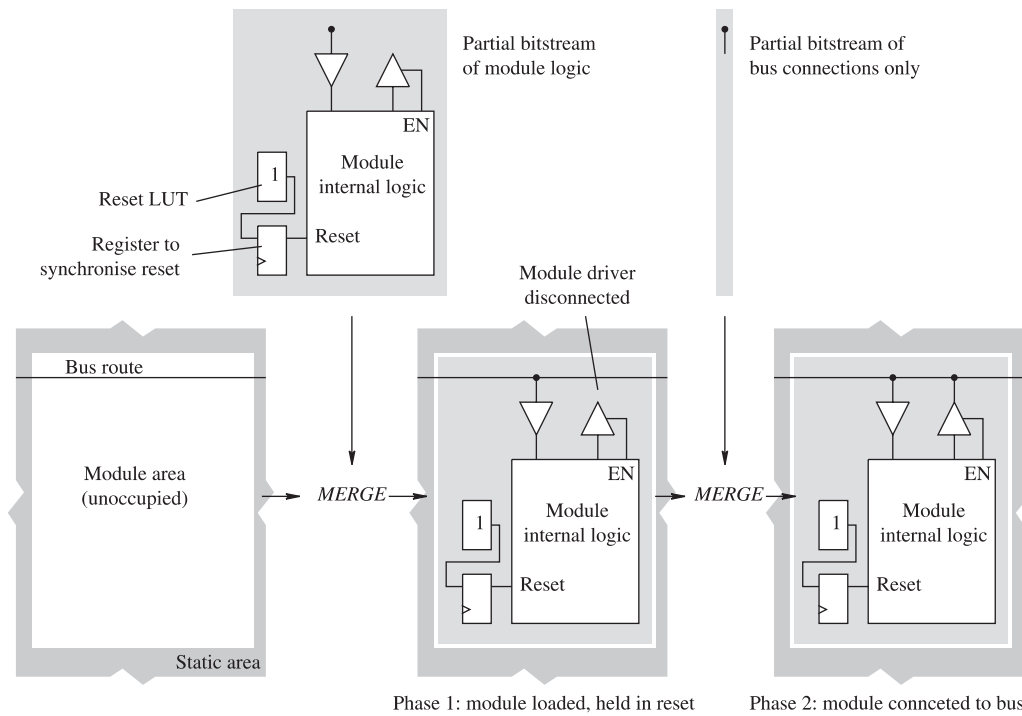 Partial bitstream
of module logic
Partial bitstream of
bus connections only
EN
Module
internal logic
1
Reset LUT
Reset
Register to
synchronise reset
Module driver
disconnected
Bus route
Module area
(unoccupied)
Static area
MERGE
EN
Module
internal logic
1
Reset
MERGE
EN
Module
internal logic
1
Reset
Phase 1: module loaded, held in reset
Phase 2: module connceted to bus